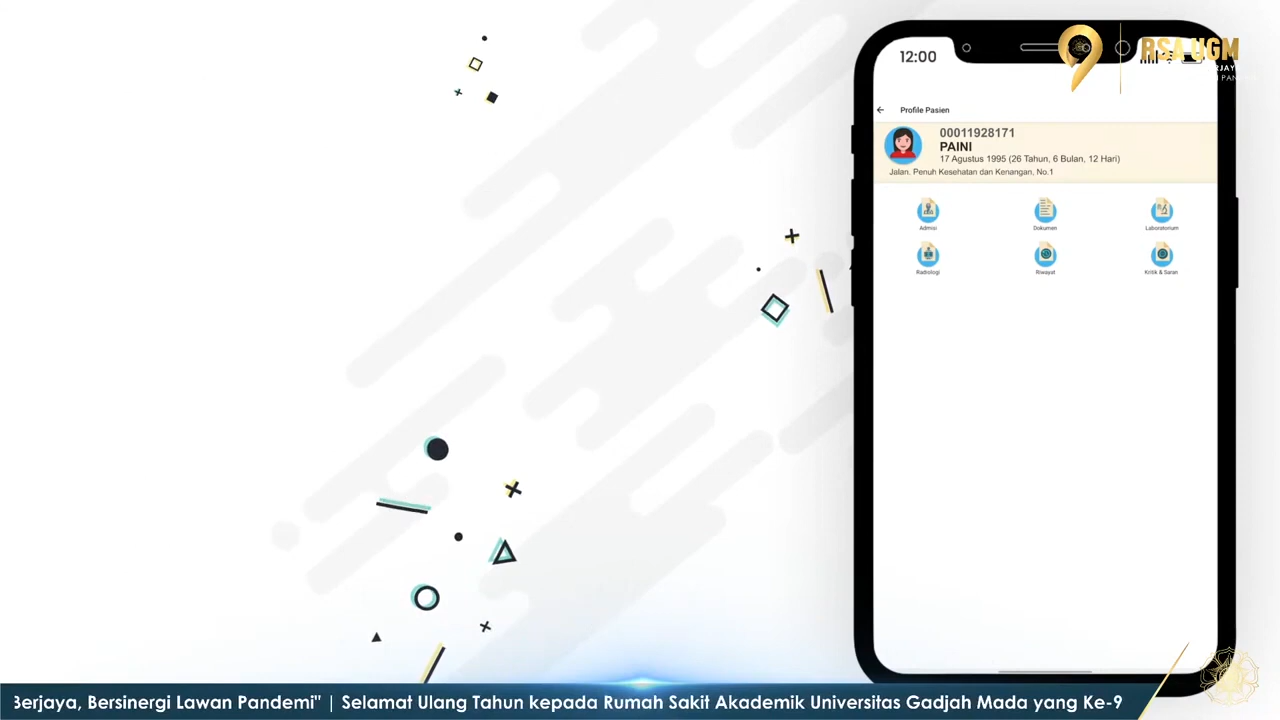 12:00
9
RSA UGM
Profile Pasien
00011928171
PAINI
17 Agustus 1995 (26 Tahun, 6 Bulan, 12 Hari)
Jalan. Penuh Kesehatan dan Kenangan, No.1
Admisi
Dokumen
Laboratorium
Radiologi
Riwayat
Kritik & Saran
Berjaya, Bersinergi Lawan Pandemi" | Selamat Ulang Tahun kepada Rumah Sakit Akademik Universitas Gadjah Mada yang Ke-9